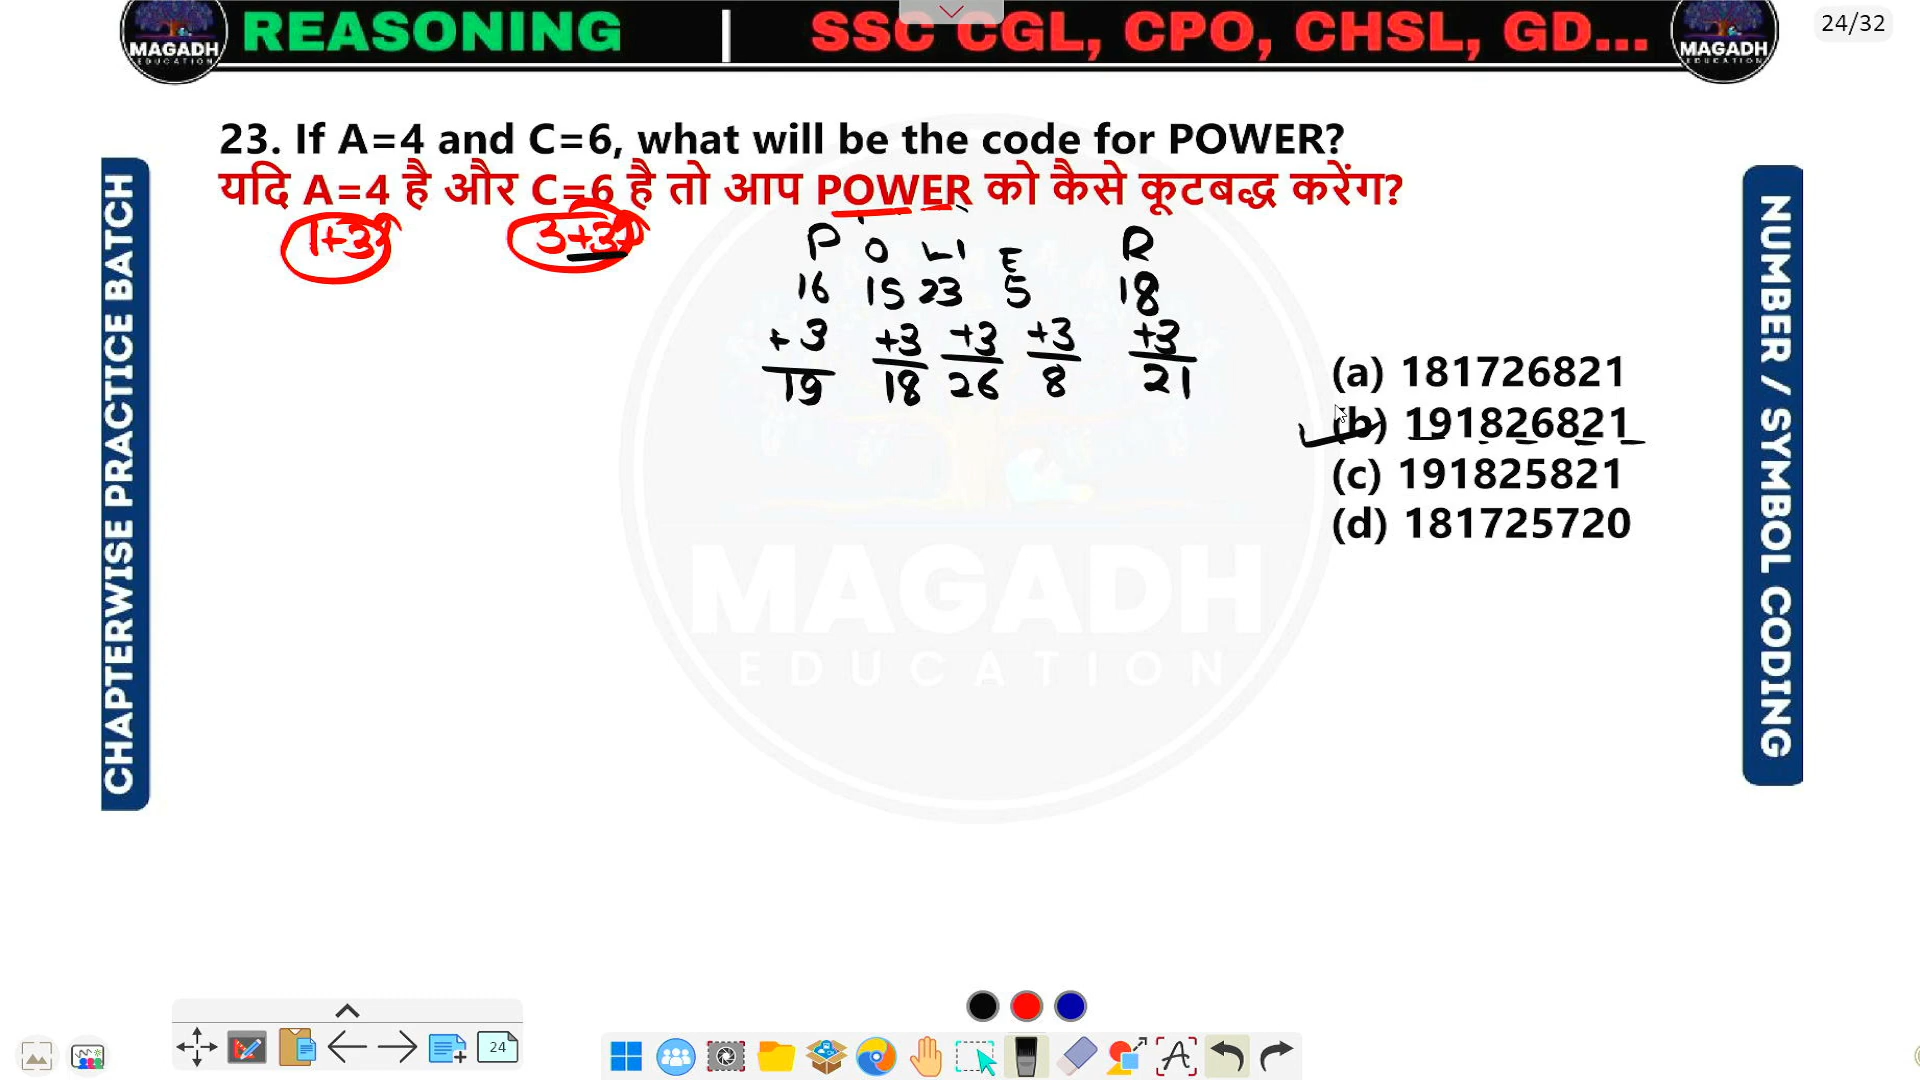 REASONING | SSC CGL, CPO, CHSL, GD...
MAGADH
EDUCATION
MAGADH
EDUCATION
24/32
CHAPTERWISE PRACTICE BATCH
NUMBER / SYMBOL CODING
23. If A=4 and C=6, what will be the code for POWER?
यदि A=4 है और C=6 है तो आप POWER को कैसे कूटबद्ध करेंग?
1+3 3+3
P O W E R
16 15 23 5 18
+3 +3 +3 +3 +3
19 18 26 8 21
(a) 181726821
(b) 191826821
(c) 191825821
(d) 181725720
MAGADH
EDUCATION
24